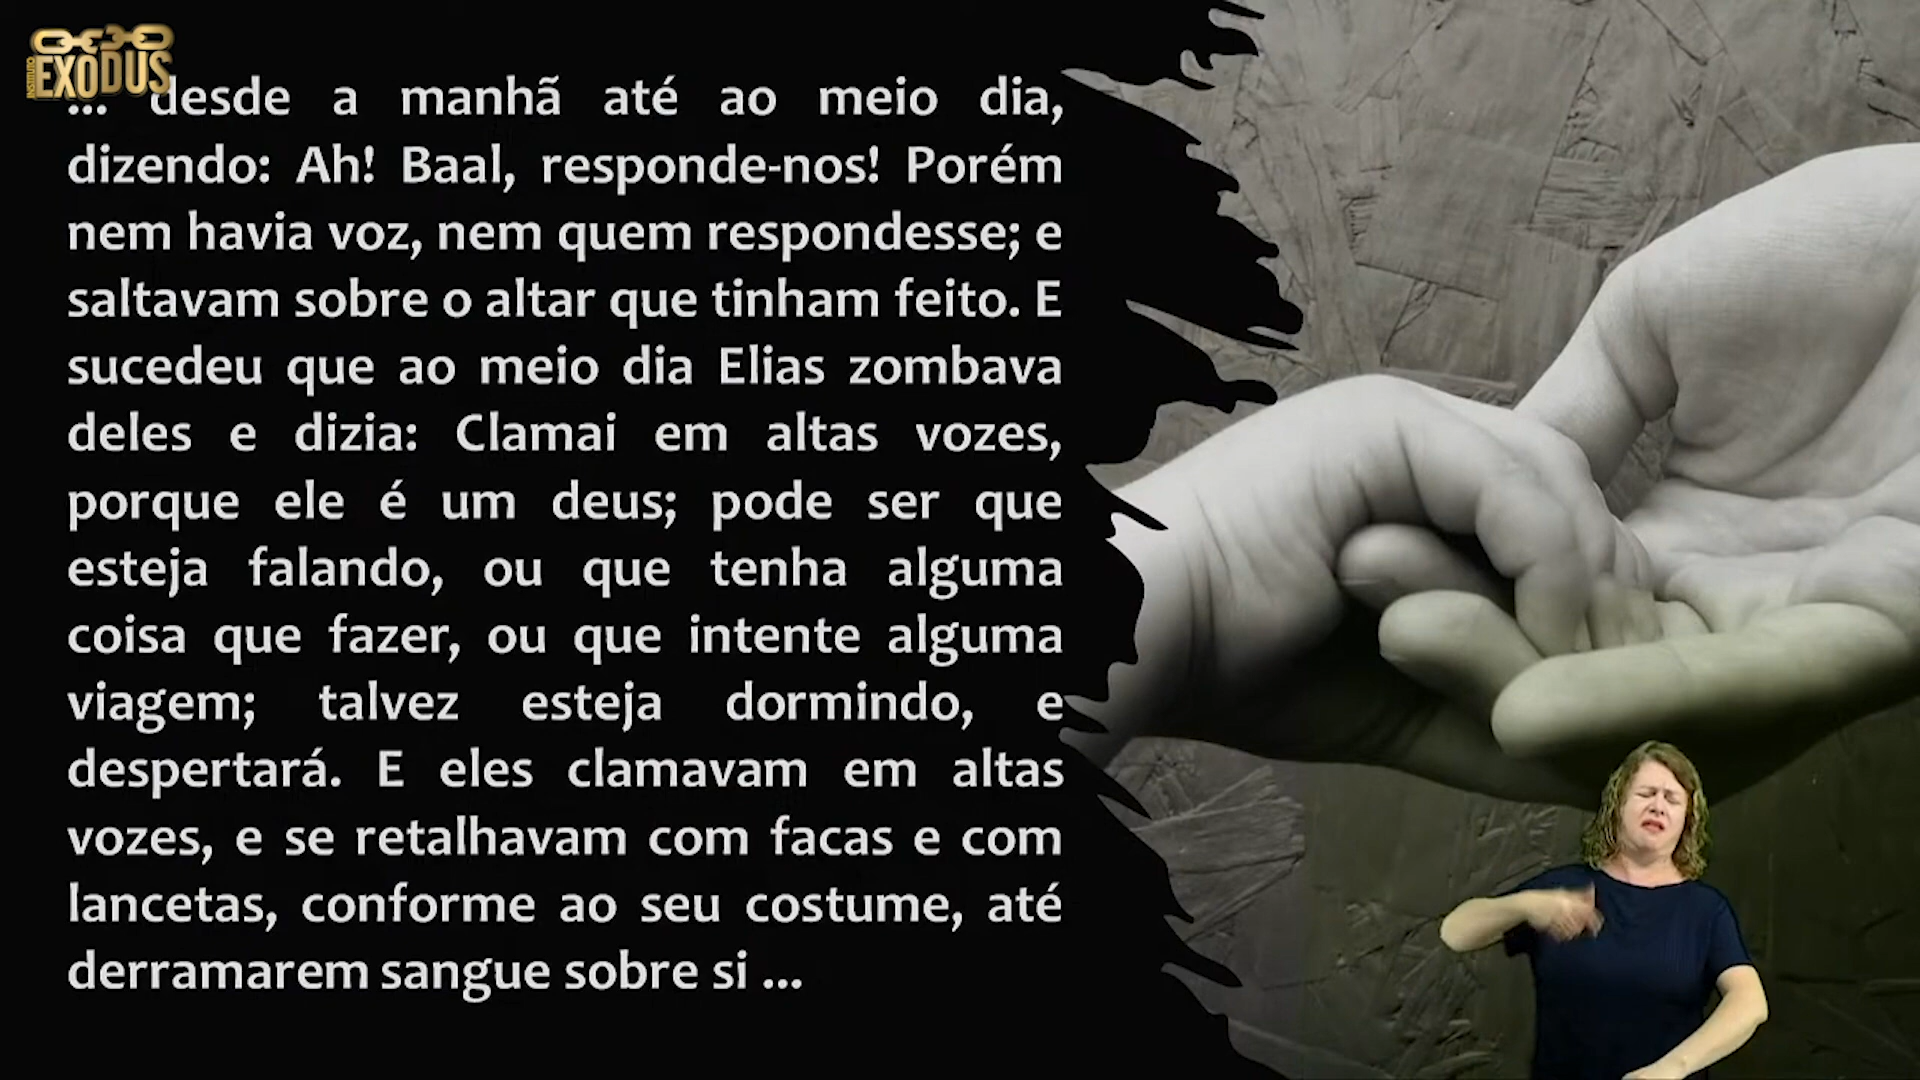 INSTITUTO
EXODUS
... desde a manhã até ao meio dia,
dizendo: Ah! Baal, responde-nos! Porém
nem havia voz, nem quem respondesse; e
saltavam sobre o altar que tinham feito. E
sucedeu que ao meio dia Elias zombava
deles e dizia: Clamai em altas vozes,
porque ele é um deus; pode ser que
esteja falando, ou que tenha alguma
coisa que fazer, ou que intente alguma
viagem; talvez esteja dormindo, e
despertará. E eles clamavam em altas
vozes, e se retalhavam com facas e com
lancetas, conforme ao seu costume, até
derramarem sangue sobre si ...